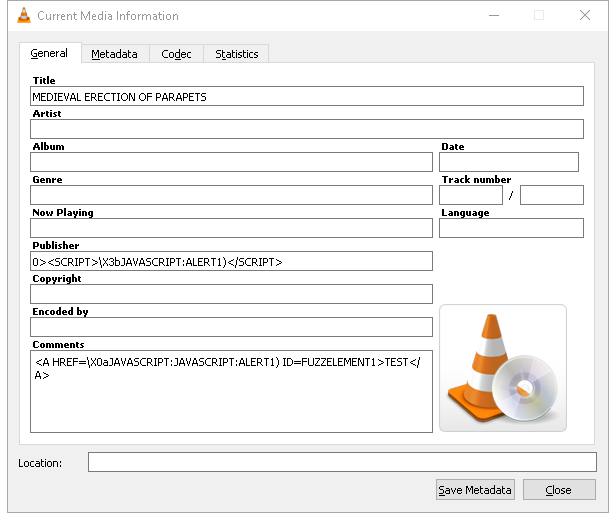 Current Media Information
General Metadata Codec Statistics
Title
MEDIEVAL ERECTION OF PARAPETS
Artist
Album Date
Genre Track number
/
Now Playing Language
Publisher
0><SCRIPT>\X3bJAVASCRIPT:ALERT1)</SCRIPT>
Copyright
Encoded by
Comments
<A HREF=\X0aJAVASCRIPT:JAVASCRIPT:ALERT1) ID=FUZZELEMENT1>TEST</
A>
Location:
Save Metadata Close